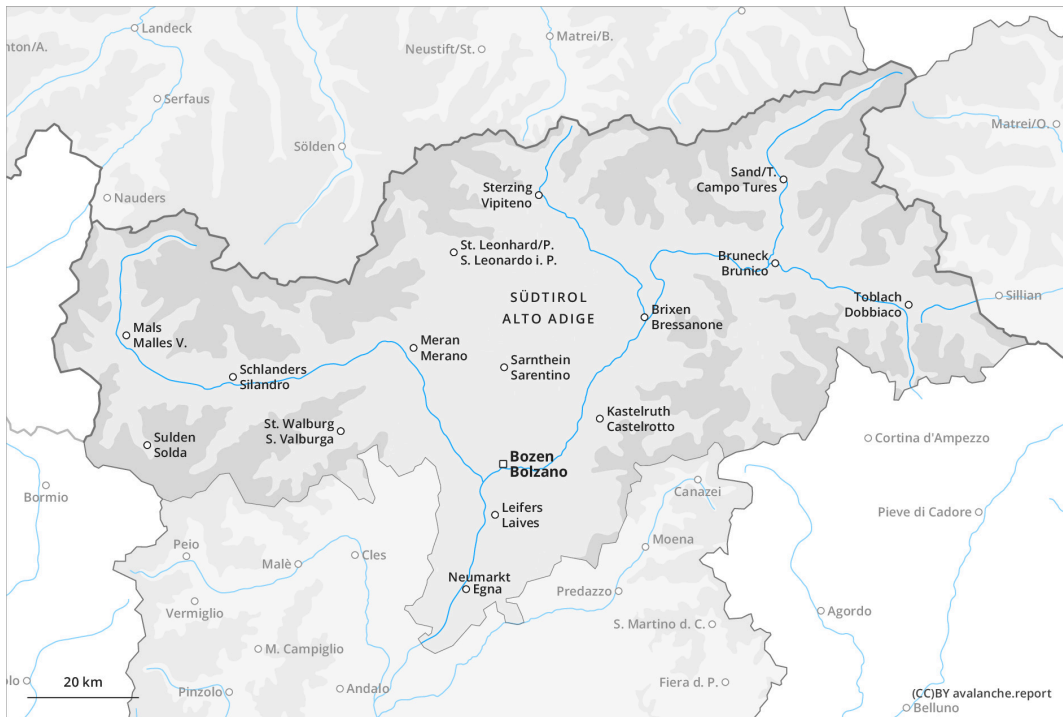 Landeck
nton/A.
Neustift/St.
Matrei/B.
Serfaus
Matrei/O.
Sölden
Nauders
Sand/T.
Campo Tures
Sterzing
Vipiteno
St. Leonhard/P.
S. Leonardo i. P.
Bruneck
Brunico
SÜDTIROL
ALTO ADIGE
Toblach
Dobbiaco
Sillian
Brixen
Bressanone
Mals
Malles V.
Meran
Merano
Sarnthein
Sarentino
Schlanders
Silandro
Kastelruth
Castelrotto
St. Walburg
S. Valburga
Sulden
Solda
Cortina d'Ampezzo
Bozen
Bolzano
Bormio
Canazei
Leifers
Laives
Pieve di Cadore
Moena
Peio
Cles
Malè
Neumarkt
Egna
Predazzo
Vermiglio
Agordo
S. Martino d. C.
M. Campiglio
olo
20 km
Pinzolo
Andalo
Fiera d. P.
(CC)BY avalanche.report
Belluno